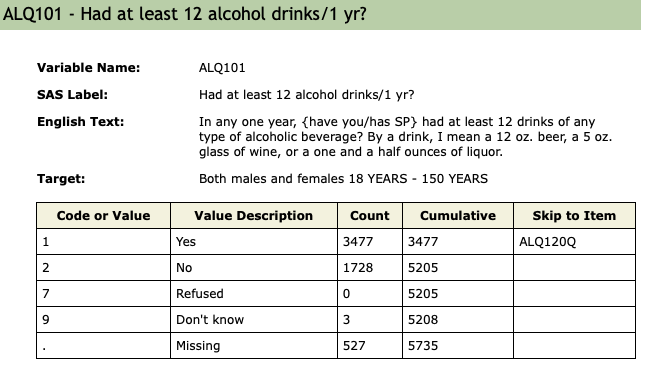 ALQ101 - Had at least 12 alcohol drinks/1 yr?
Variable Name: ALQ101
SAS Label: Had at least 12 alcohol drinks/1 yr?
English Text: In any one year, {have you/has SP} had at least 12 drinks of any
type of alcoholic beverage? By a drink, I mean a 12 oz. beer, a 5 oz.
glass of wine, or a one and a half ounces of liquor.
Target: Both males and females 18 YEARS - 150 YEARS
Code or Value Value Description Count Cumulative Skip to Item
1 Yes 3477 3477 ALQ120Q
2 No 1728 5205
7 Refused 0 5205
9 Don't know 3 5208
. Missing 527 5735